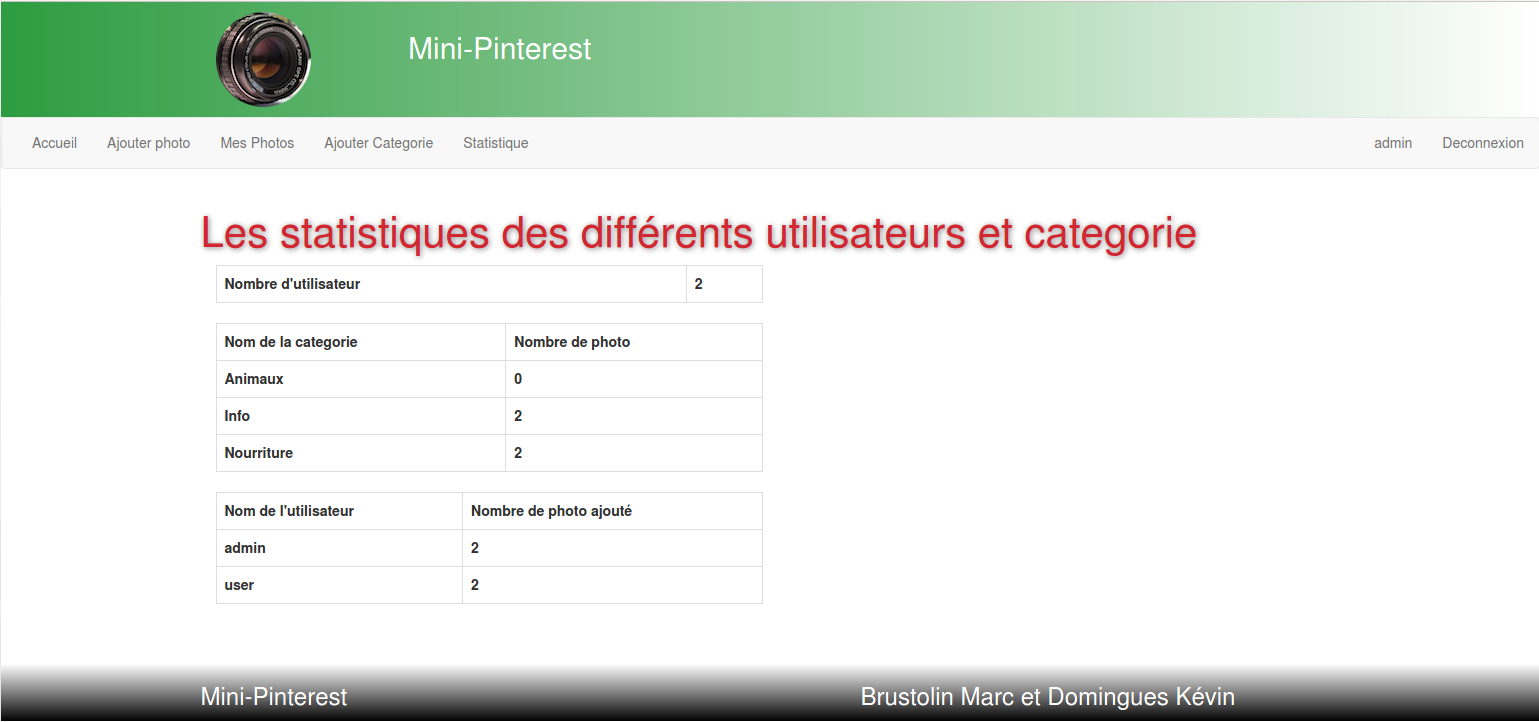 Mini-Pinterest
Accueil Ajouter photo Mes Photos Ajouter Categorie Statistique admin Deconnexion
Les statistiques des différents utilisateurs et categorie
Nombre d'utilisateur 2
Nom de la categorie Nombre de photo
Animaux 0
Info 2
Nourriture 2
Nom de l'utilisateur Nombre de photo ajouté
admin 2
user 2
Mini-Pinterest Brustolin Marc et Domingues Kévin